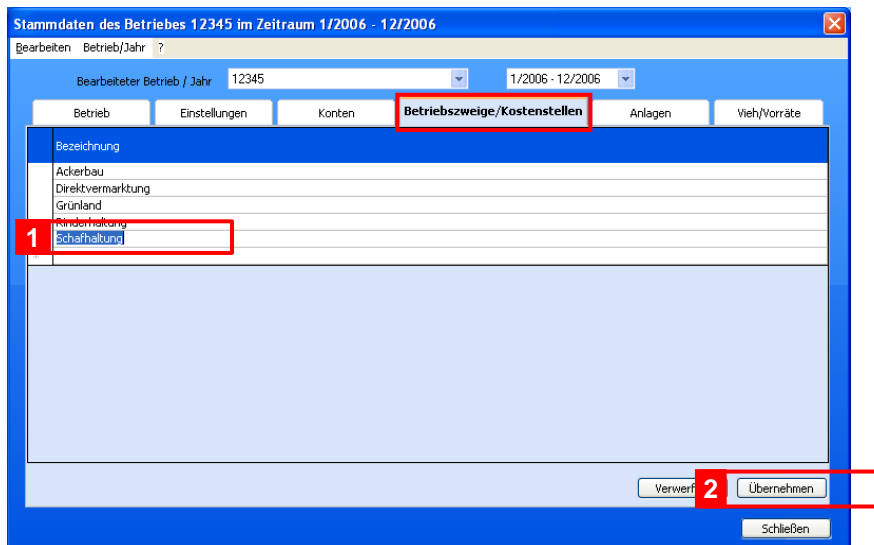 Stammdaten des Betriebes 12345 im Zeitraum 1/2006 - 12/2006
Bearbeiten Betrieb/Jahr ?
Bearbeiteter Betrieb / Jahr 12345 1/2006 - 12/2006
Betrieb Einstellungen Konten Betriebszweige/Kostenstellen Anlagen Vieh/Vorräte
Bezeichnung
Ackerbau
Direktvermarktung
Grünland
Rinderhaltung
1 Schafhaltung
*
Verwerf 2 Übernehmen
Schließen